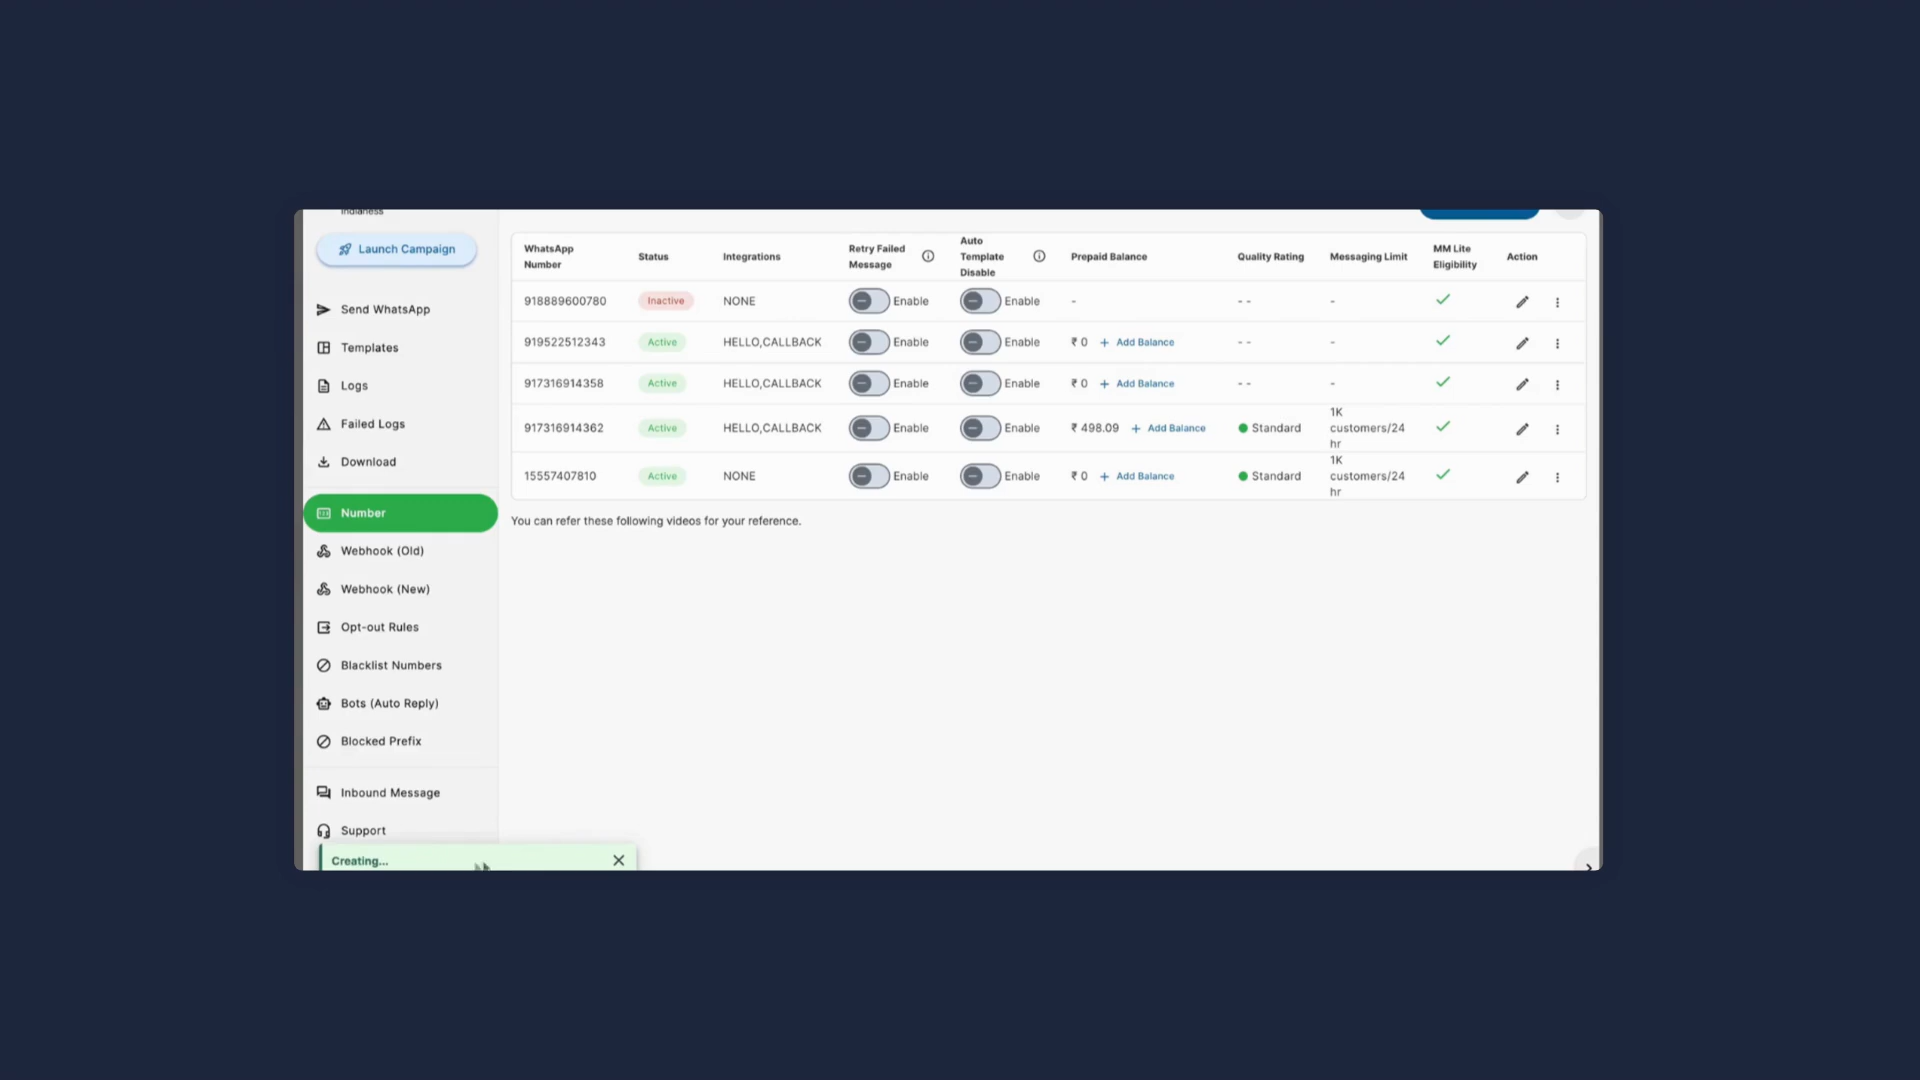 Indianess
Launch Campaign
Send WhatsApp
Templates
Logs
Failed Logs
Download
Number
Webhook (Old)
Webhook (New)
Opt-out Rules
Blacklist Numbers
Bots (Auto Reply)
Blocked Prefix
Inbound Message
Support
Creating...
WhatsApp Number Status Integrations Retry Failed Message Auto Template Disable Prepaid Balance Quality Rating Messaging Limit MM Lite Eligibility Action
918889600780 Inactive NONE Enable Enable - - - -
919522512343 Active HELLO,CALLBACK Enable Enable ₹ 0 + Add Balance - - -
917316914358 Active HELLO,CALLBACK Enable Enable ₹ 0 + Add Balance - - -
917316914362 Active HELLO,CALLBACK Enable Enable ₹ 498.09 + Add Balance Standard 1K customers/24 hr
15557407810 Active NONE Enable Enable ₹ 0 + Add Balance Standard 1K customers/24 hr
You can refer these following videos for your reference.